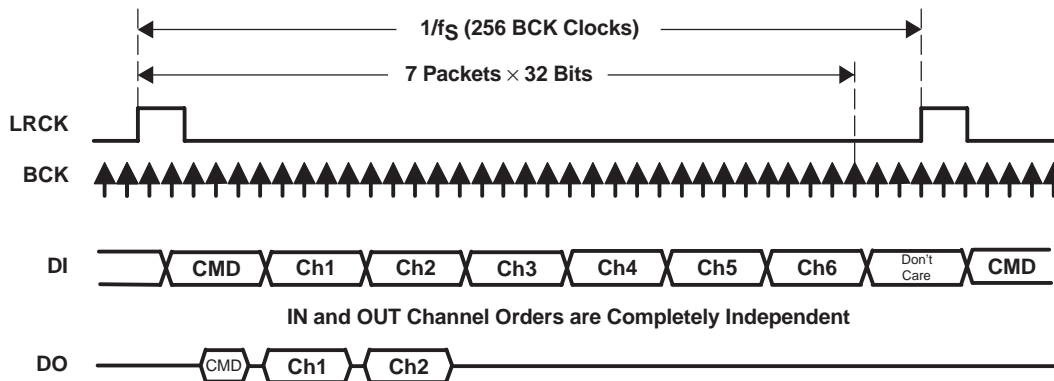 1/fS (256 BCK Clocks)
7 Packets × 32 Bits
LRCK
BCK
DI CMD Ch1 Ch2 Ch3 Ch4 Ch5 Ch6 Don't Care CMD
IN and OUT Channel Orders are Completely Independent
DO CMD Ch1 Ch2